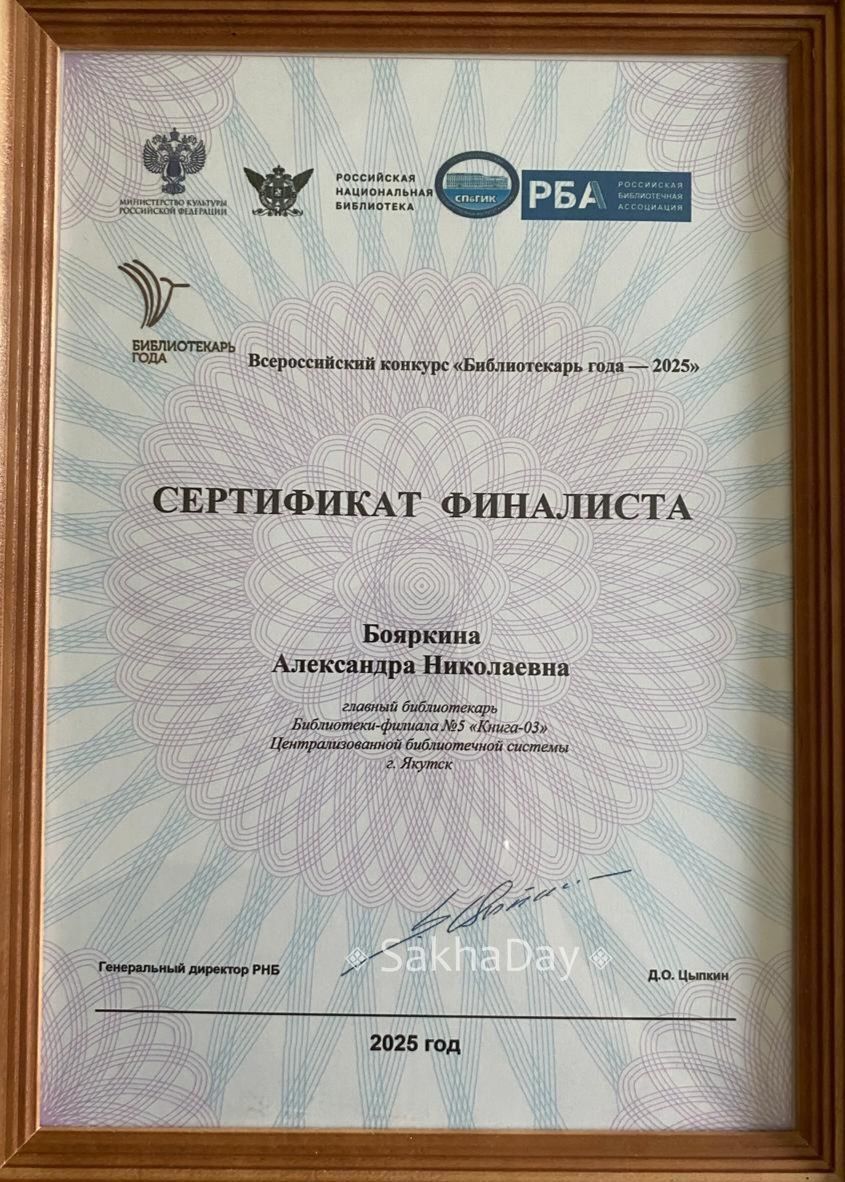 МИНИСТЕРСТВО КУЛЬТУРЫ
РОССИЙСКОЙ ФЕДЕРАЦИИ
РОССИЙСКАЯ
НАЦИОНАЛЬНАЯ
БИБЛИОТЕКА
СПбГИК
РБА
РОССИЙСКАЯ
БИБЛИОТЕЧНАЯ
АССОЦИАЦИЯ
БИБЛИОТЕКАРЬ
ГОДА
Всероссийский конкурс «Библиотекарь года — 2025»
СЕРТИФИКАТ ФИНАЛИСТА
Бояркина
Александра Николаевна
главный библиотекарь
Библиотеки-филиала №5 «Книга-03»
Централизованной библиотечной системы
г. Якутск
SakhaDay
Генеральный директор РНБ
Д.О. Цыпкин
2025 год